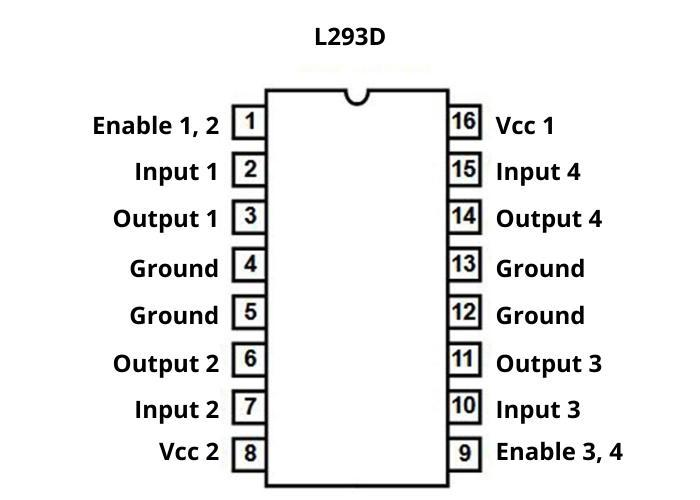 L293D
Enable 1, 2 1 16 Vcc 1
Input 1 2 15 Input 4
Output 1 3 14 Output 4
Ground 4 13 Ground
Ground 5 12 Ground
Output 2 6 11 Output 3
Input 2 7 10 Input 3
Vcc 2 8 9 Enable 3, 4